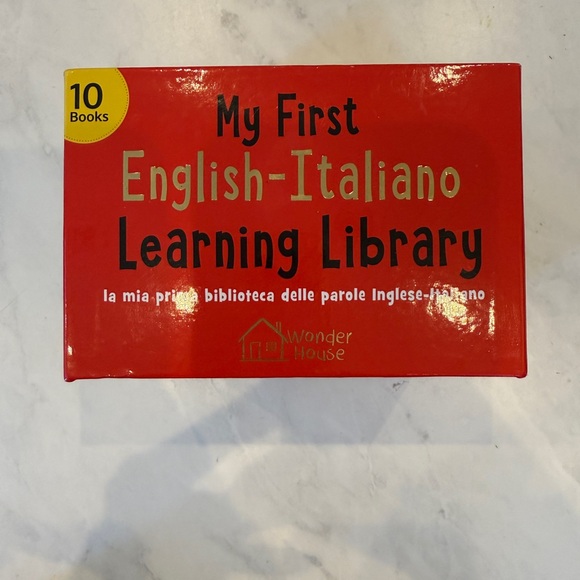 10
Books
My First
English-Italiano
Learning Library
la mia prima biblioteca delle parole Inglese-Italiano
Wonder
House